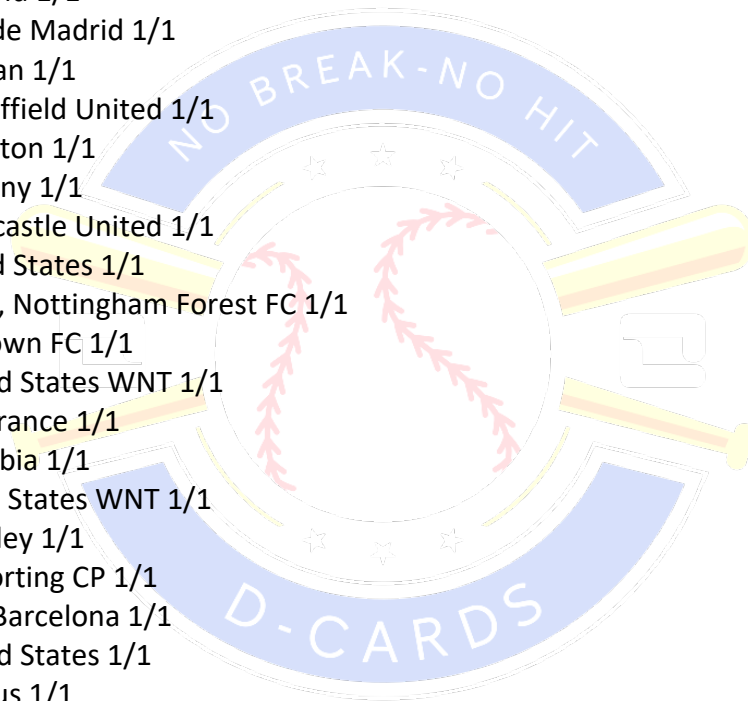 de Madrid 1/1
an 1/1
ffield United 1/1
ton 1/1
ny 1/1
castle United 1/1
d States 1/1
, Nottingham Forest FC 1/1
own FC 1/1
d States WNT 1/1
rance 1/1
bia 1/1
States WNT 1/1
ley 1/1
orting CP 1/1
Barcelona 1/1
d States 1/1
us 1/1
NO BREAK-NO HIT
D-CARDS